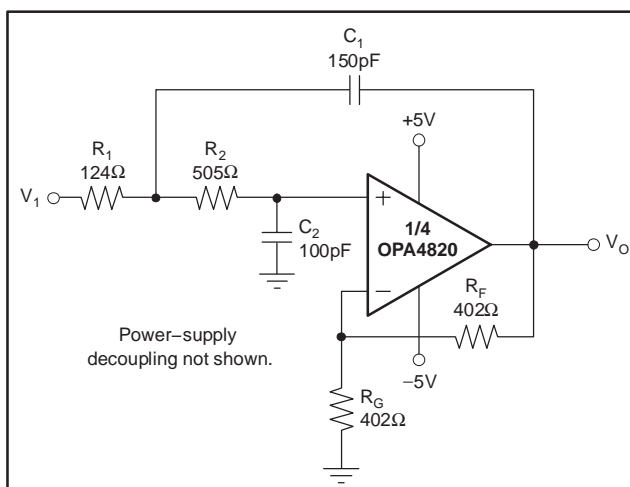 C1
150pF
+5V
R1
124Ω
R2
505Ω
V1
+
1/4
OPA4820
−
C2
100pF
VO
RF
402Ω
Power−supply
decoupling not shown.
−5V
RG
402Ω